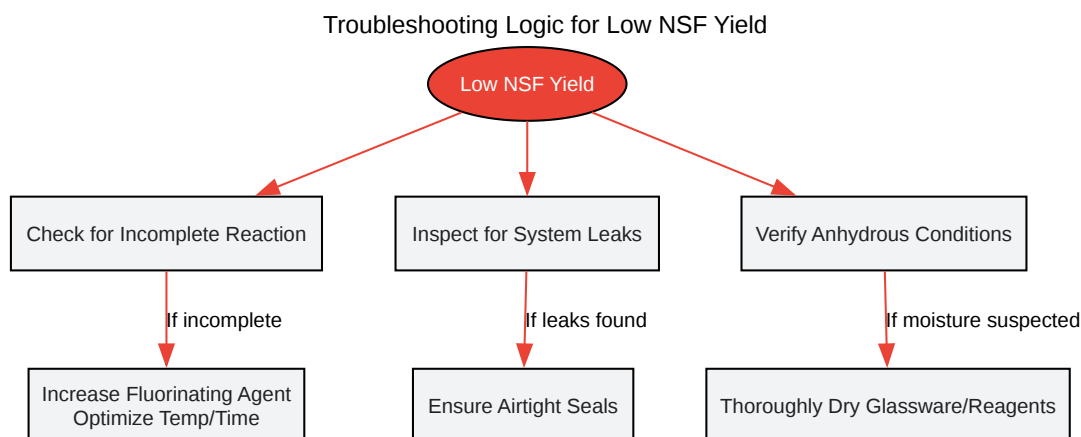 Troubleshooting Logic for Low NSF Yield
Low NSF Yield
Check for Incomplete Reaction
Inspect for System Leaks
Verify Anhydrous Conditions
If incomplete
If leaks found
If moisture suspected
Increase Fluorinating Agent
Optimize Temp/Time
Ensure Airtight Seals
Thoroughly Dry Glassware/Reagents